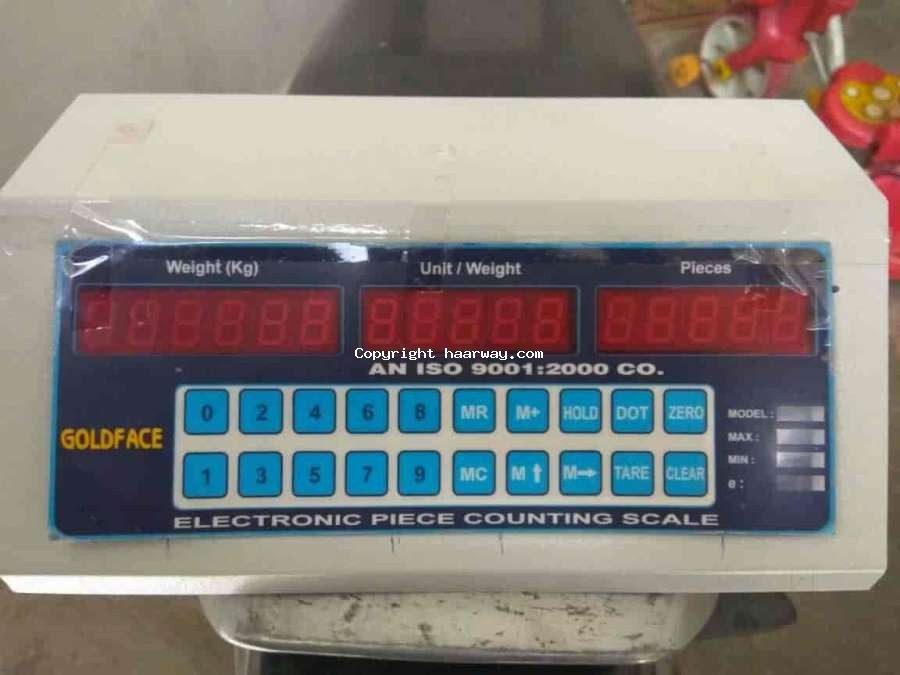 Weight (Kg) Unit / Weight Pieces
Copyright haarway.com
AN ISO 9001:2000 CO.
0 2 4 6 8 MR M+ HOLD DOT ZERO
MODEL :
MAX :
GOLDFACE
1 3 5 7 9 MC M↑ M→ TARE CLEAR
MIN :
e :
ELECTRONIC PIECE COUNTING SCALE